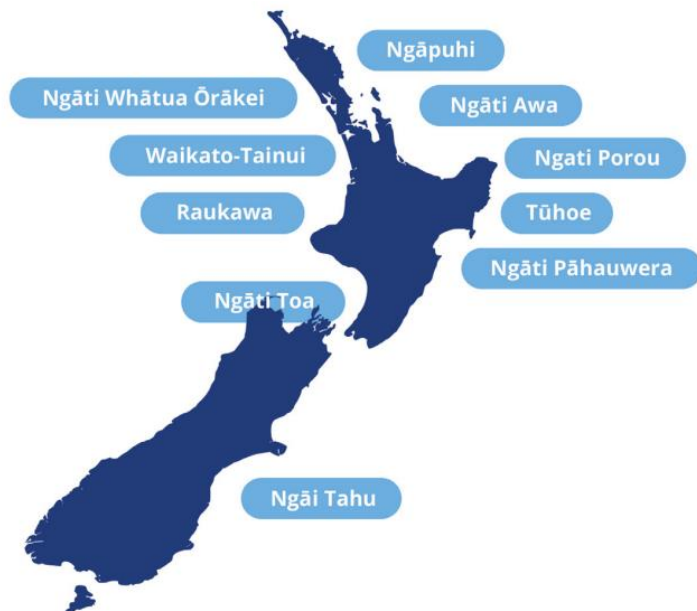 Ngāpuhi
Ngāti Whātua Ōrākei
Ngāti Awa
Waikato-Tainui
Ngati Porou
Raukawa
Tūhoe
Ngāti Pāhauwera
Ngāti Toa
Ngāi Tahu